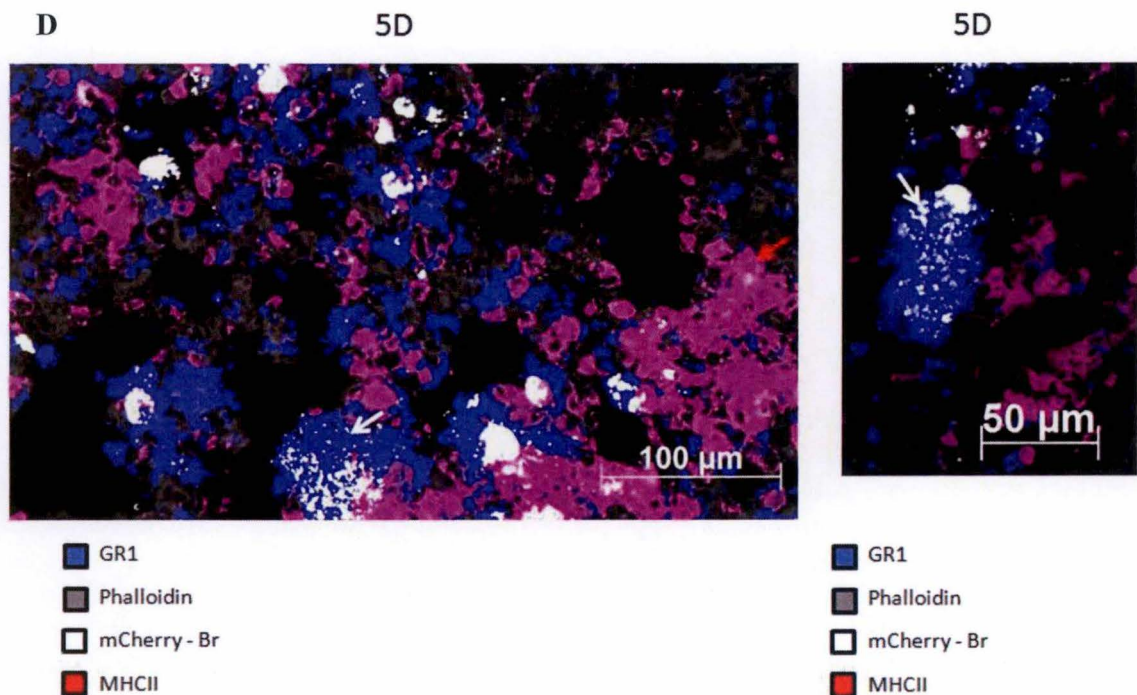 D
5D
5D
100 µm
50 µm
GR1
Phalloidin
mCherry - Br
MHCII
GR1
Phalloidin
mCherry - Br
MHCII